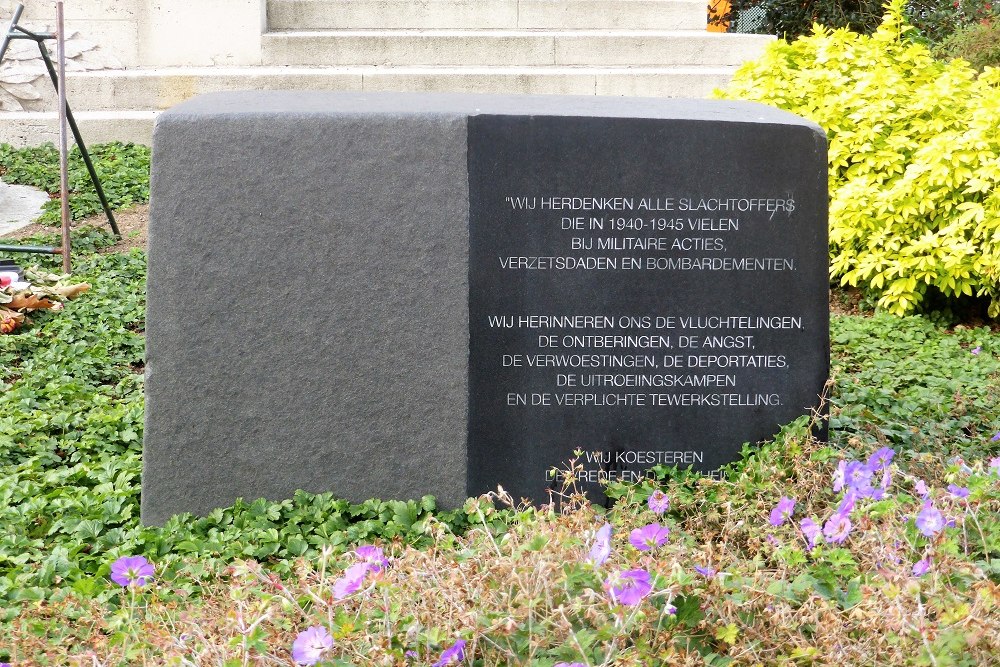 "WIJ HERDENKEN ALLE SLACHTOFFERS
DIE IN 1940-1945 VIELEN
BIJ MILITAIRE ACTIES,
VERZETSDADEN EN BOMBARDEMENTEN.
WIJ HERINNEREN ONS DE VLUCHTELINGEN,
DE ONTBERINGEN, DE ANGST,
DE VERWOESTINGEN, DE DEPORTATIES,
DE UITROEIINGSKAMPEN
EN DE VERPLICHTE TEWERKSTELLING.
WIJ KOESTEREN
EN